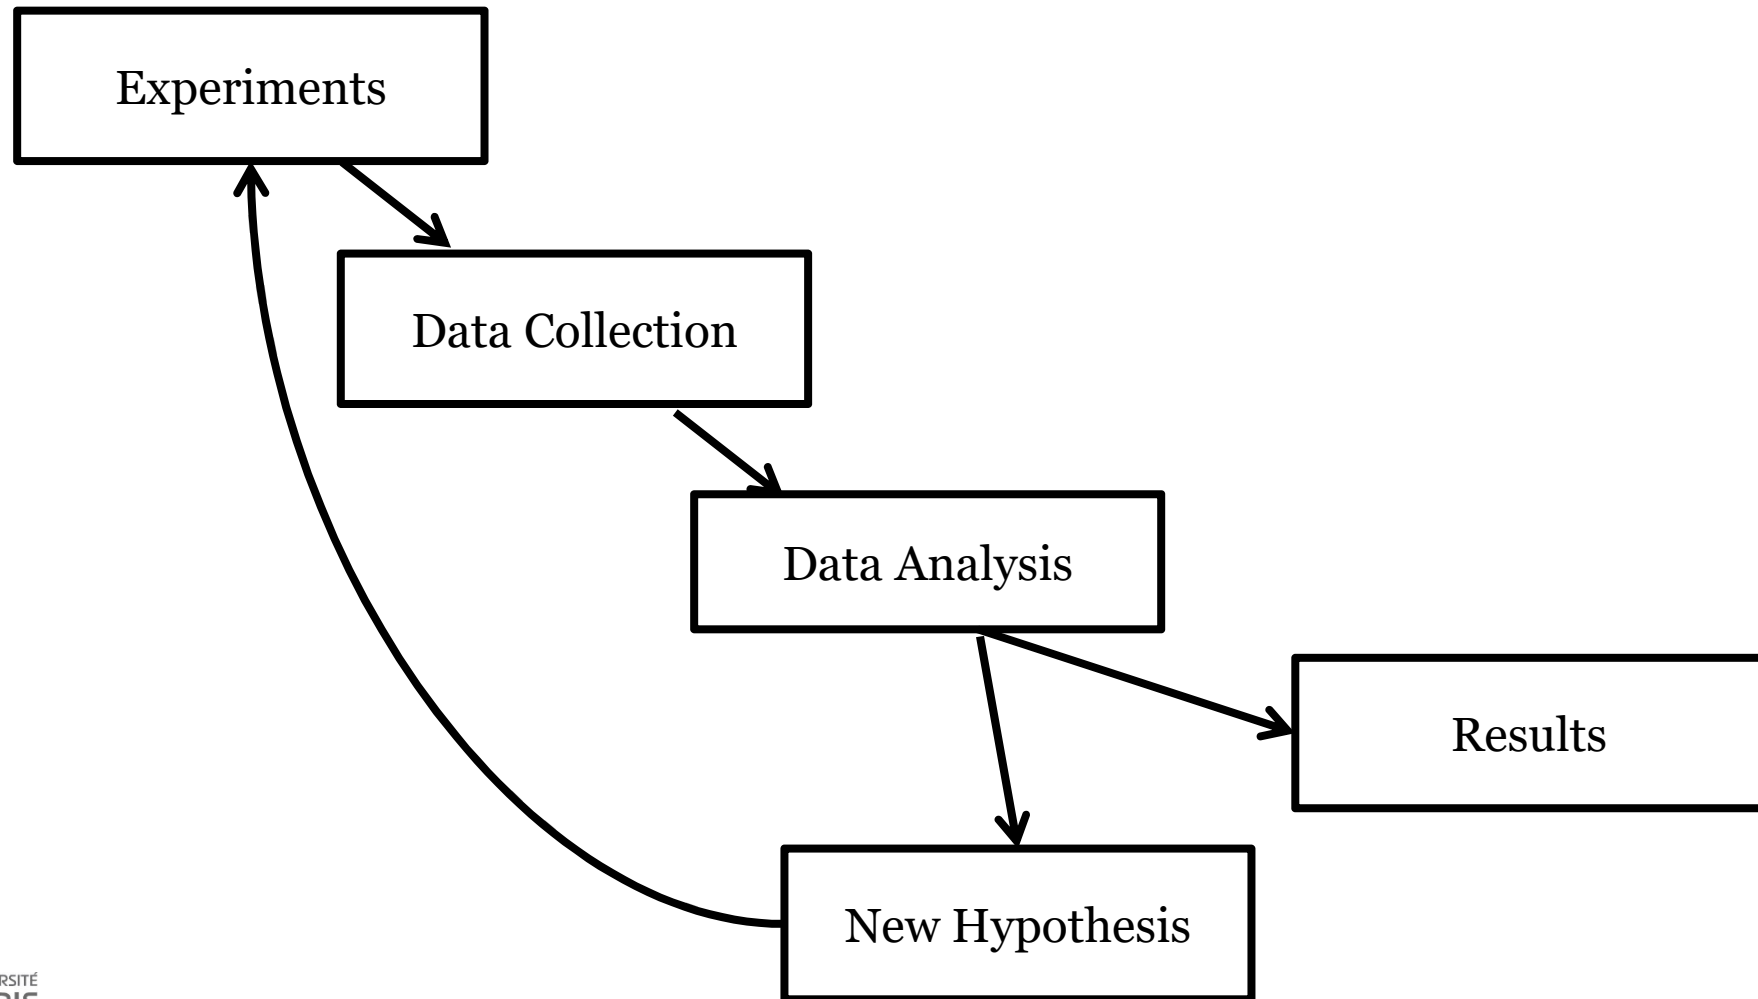 Experiments
Data Collection
Data Analysis
Results
New Hypothesis